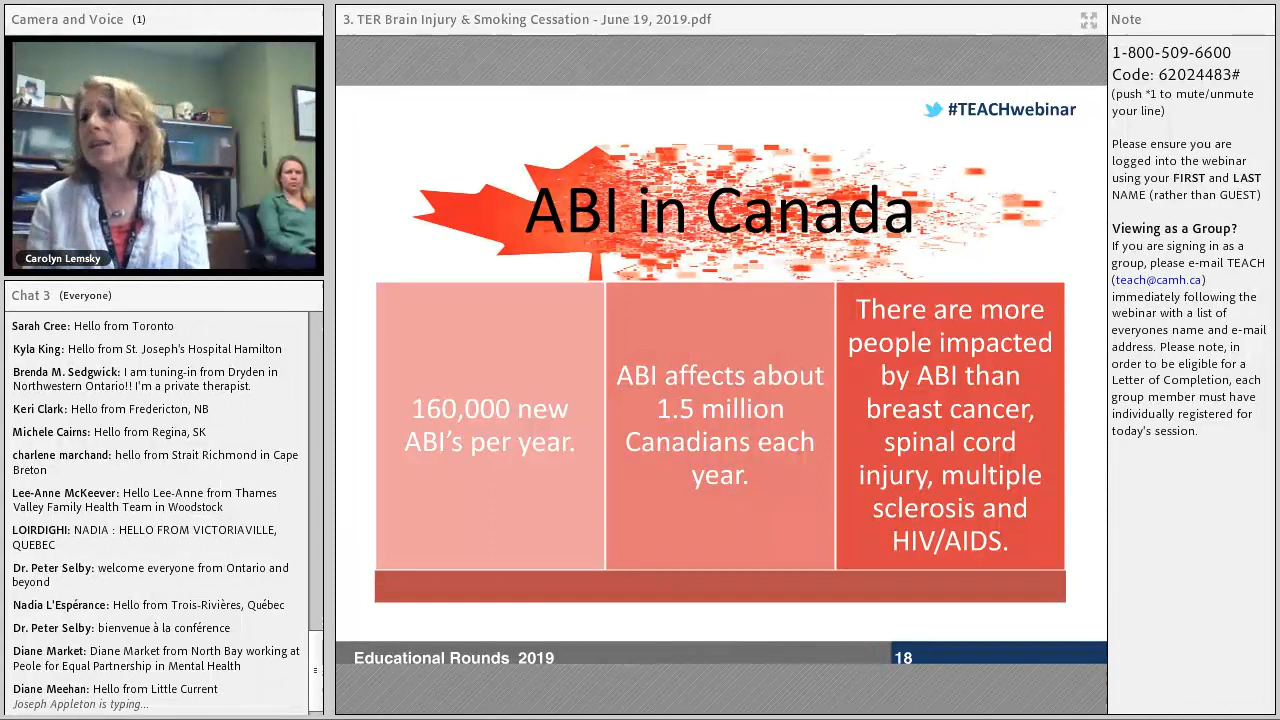 Camera and Voice (1)
Carolyn Lemsky
Chat 3 (Everyone)
Sarah Cree: Hello from Toronto
Kyla King: Hello from St. Joseph's Hospital Hamilton
Brenda M. Sedgwick: I am tuning-in from Dryden in
Northwestern Ontario!! I'm a private therapist.
Keri Clark: Hello from Fredericton, NB
Michele Cairns: Hello from Regina, SK
charlene marchand: hello from Strait Richmond in Cape
Breton
Lee-Anne McKeever: Hello Lee-Anne from Thames
Valley Family Health Team in Woodstock
LOIRDIGHI: NADIA : HELLO FROM VICTORIAVILLE,
QUEBEC
Dr. Peter Selby: welcome everyone from Ontario and
beyond
Nadia L'Espérance: Hello from Trois-Rivières, Québec
Dr. Peter Selby: bienvenue à la conférence
Diane Market: Diane Market from North Bay working at
Peole for Equal Partnership in Mental Health
Diane Meehan: Hello from Little Current
Joseph Appleton is typing...
3. TER Brain Injury & Smoking Cessation - June 19, 2019.pdf
#TEACHwebinar
ABI in Canada
160,000 new
ABI’s per year.
ABI affects about
1.5 million
Canadians each
year.
There are more
people impacted
by ABI than
breast cancer,
spinal cord
injury, multiple
sclerosis and
HIV/AIDS.
Educational Rounds 2019
18
Note
1-800-509-6600
Code: 62024483#
(push *1 to mute/unmute
your line)
Please ensure you are
logged into the webinar
using your FIRST and LAST
NAME (rather than GUEST)
Viewing as a Group?
If you are signing in as a
group, please e-mail TEACH
(teach@camh.ca)
immediately following the
webinar with a list of
everyones name and e-mail
address. Please note, in
order to be eligible for a
Letter of Completion, each
group member must have
individually registered for
today's session.